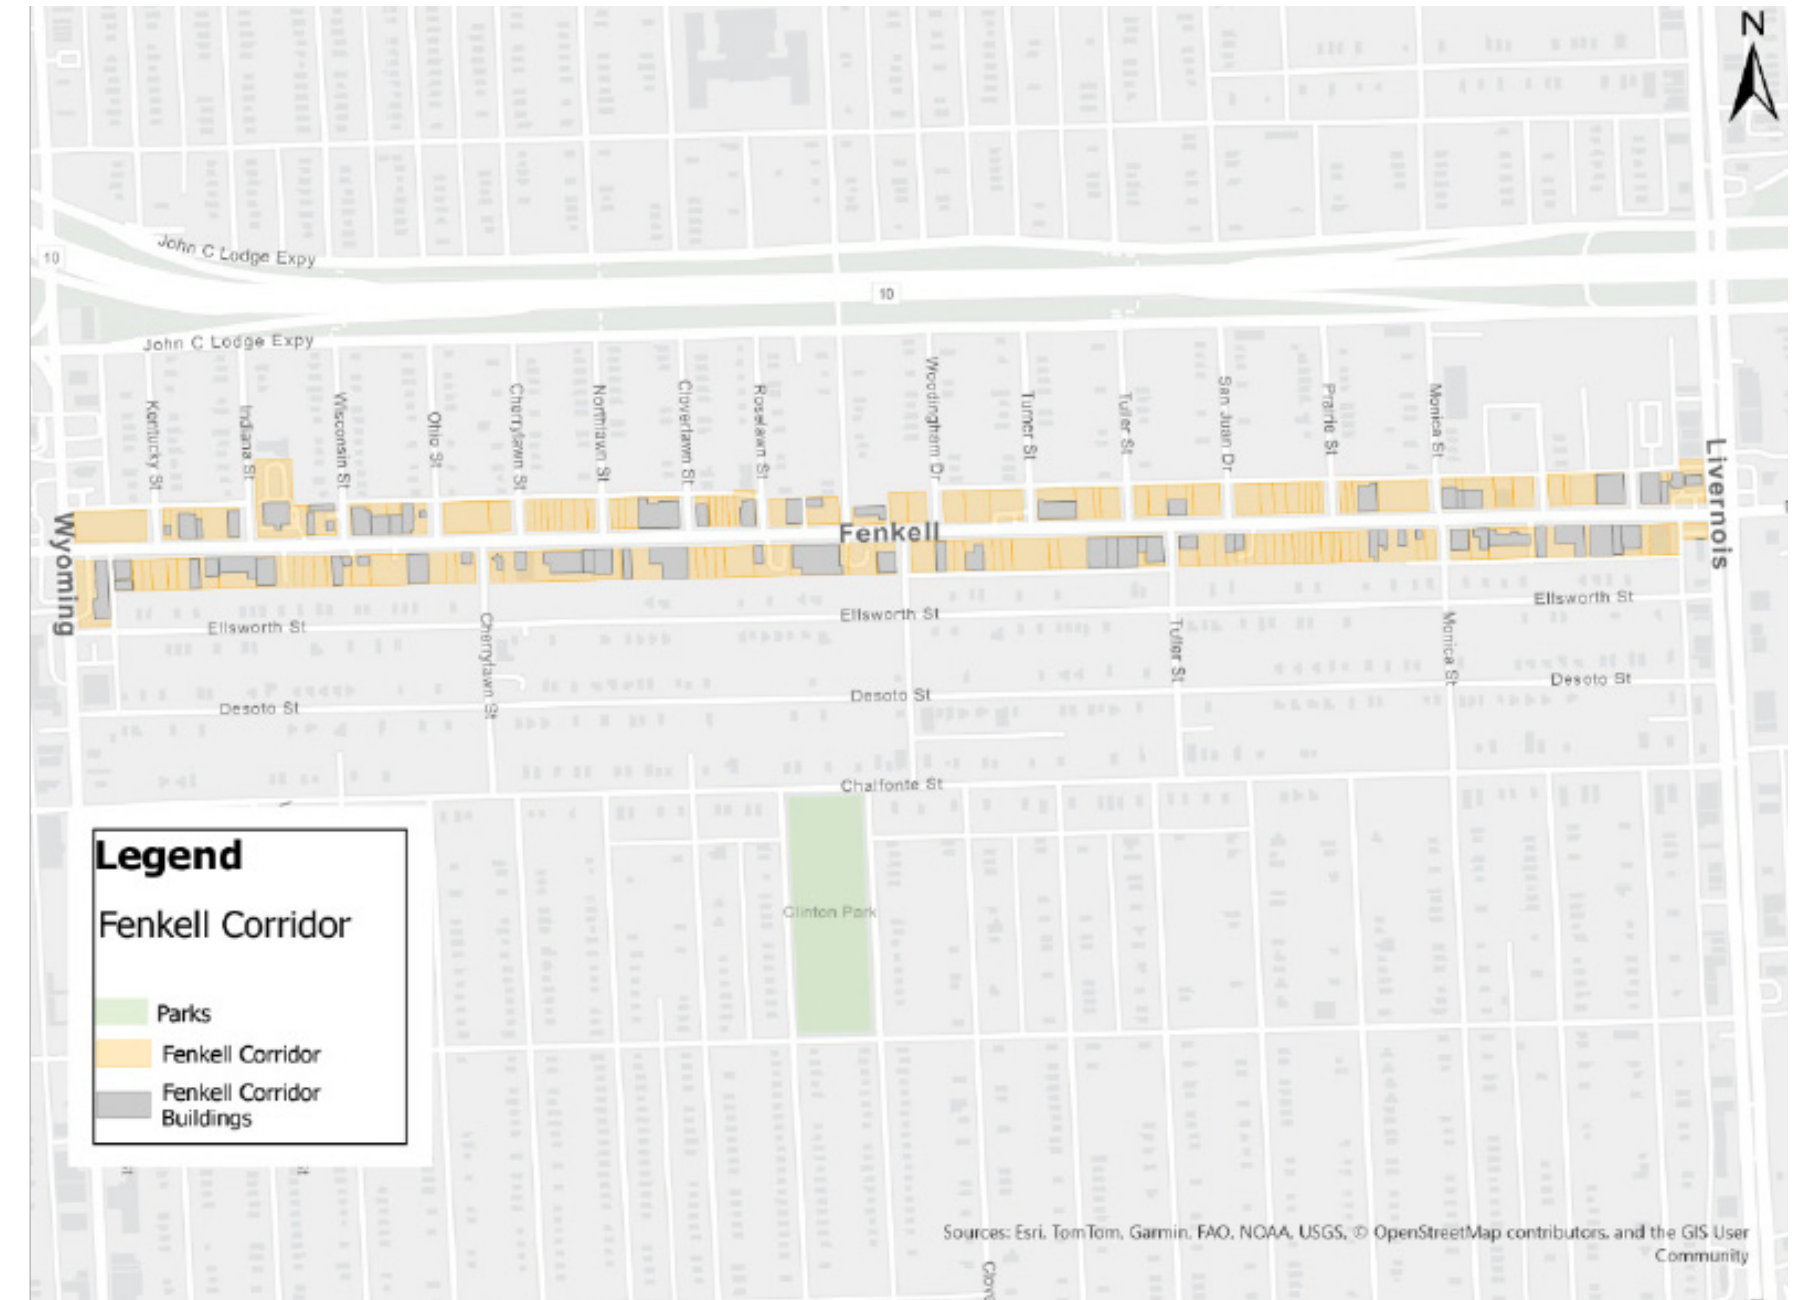 N
John C Lodge Expy
10
10
John C Lodge Expy
Kentucky St
Indiana St
Wisconsin St
Ohio St
Cherrylawn St
Northlawn St
Cloverlawn St
Roselawn St
Woodingham Dr
Turner St
Tuller St
San Juan Dr
Prairie St
Monica St
Livernois
Wyoming
Fenkell
Ellsworth St
Ellsworth St
Ellsworth St
Cherrylawn St
Tuller St
Monica St
Desoto St
Desoto St
Desoto St
Chalfonte St
Clinton Park
Legend
Fenkell Corridor
Parks
Fenkell Corridor
Fenkell Corridor
Buildings
Sources: Esri, TomTom, Garmin, FAO, NOAA, USGS, © OpenStreetMap contributors, and the GIS User
Community